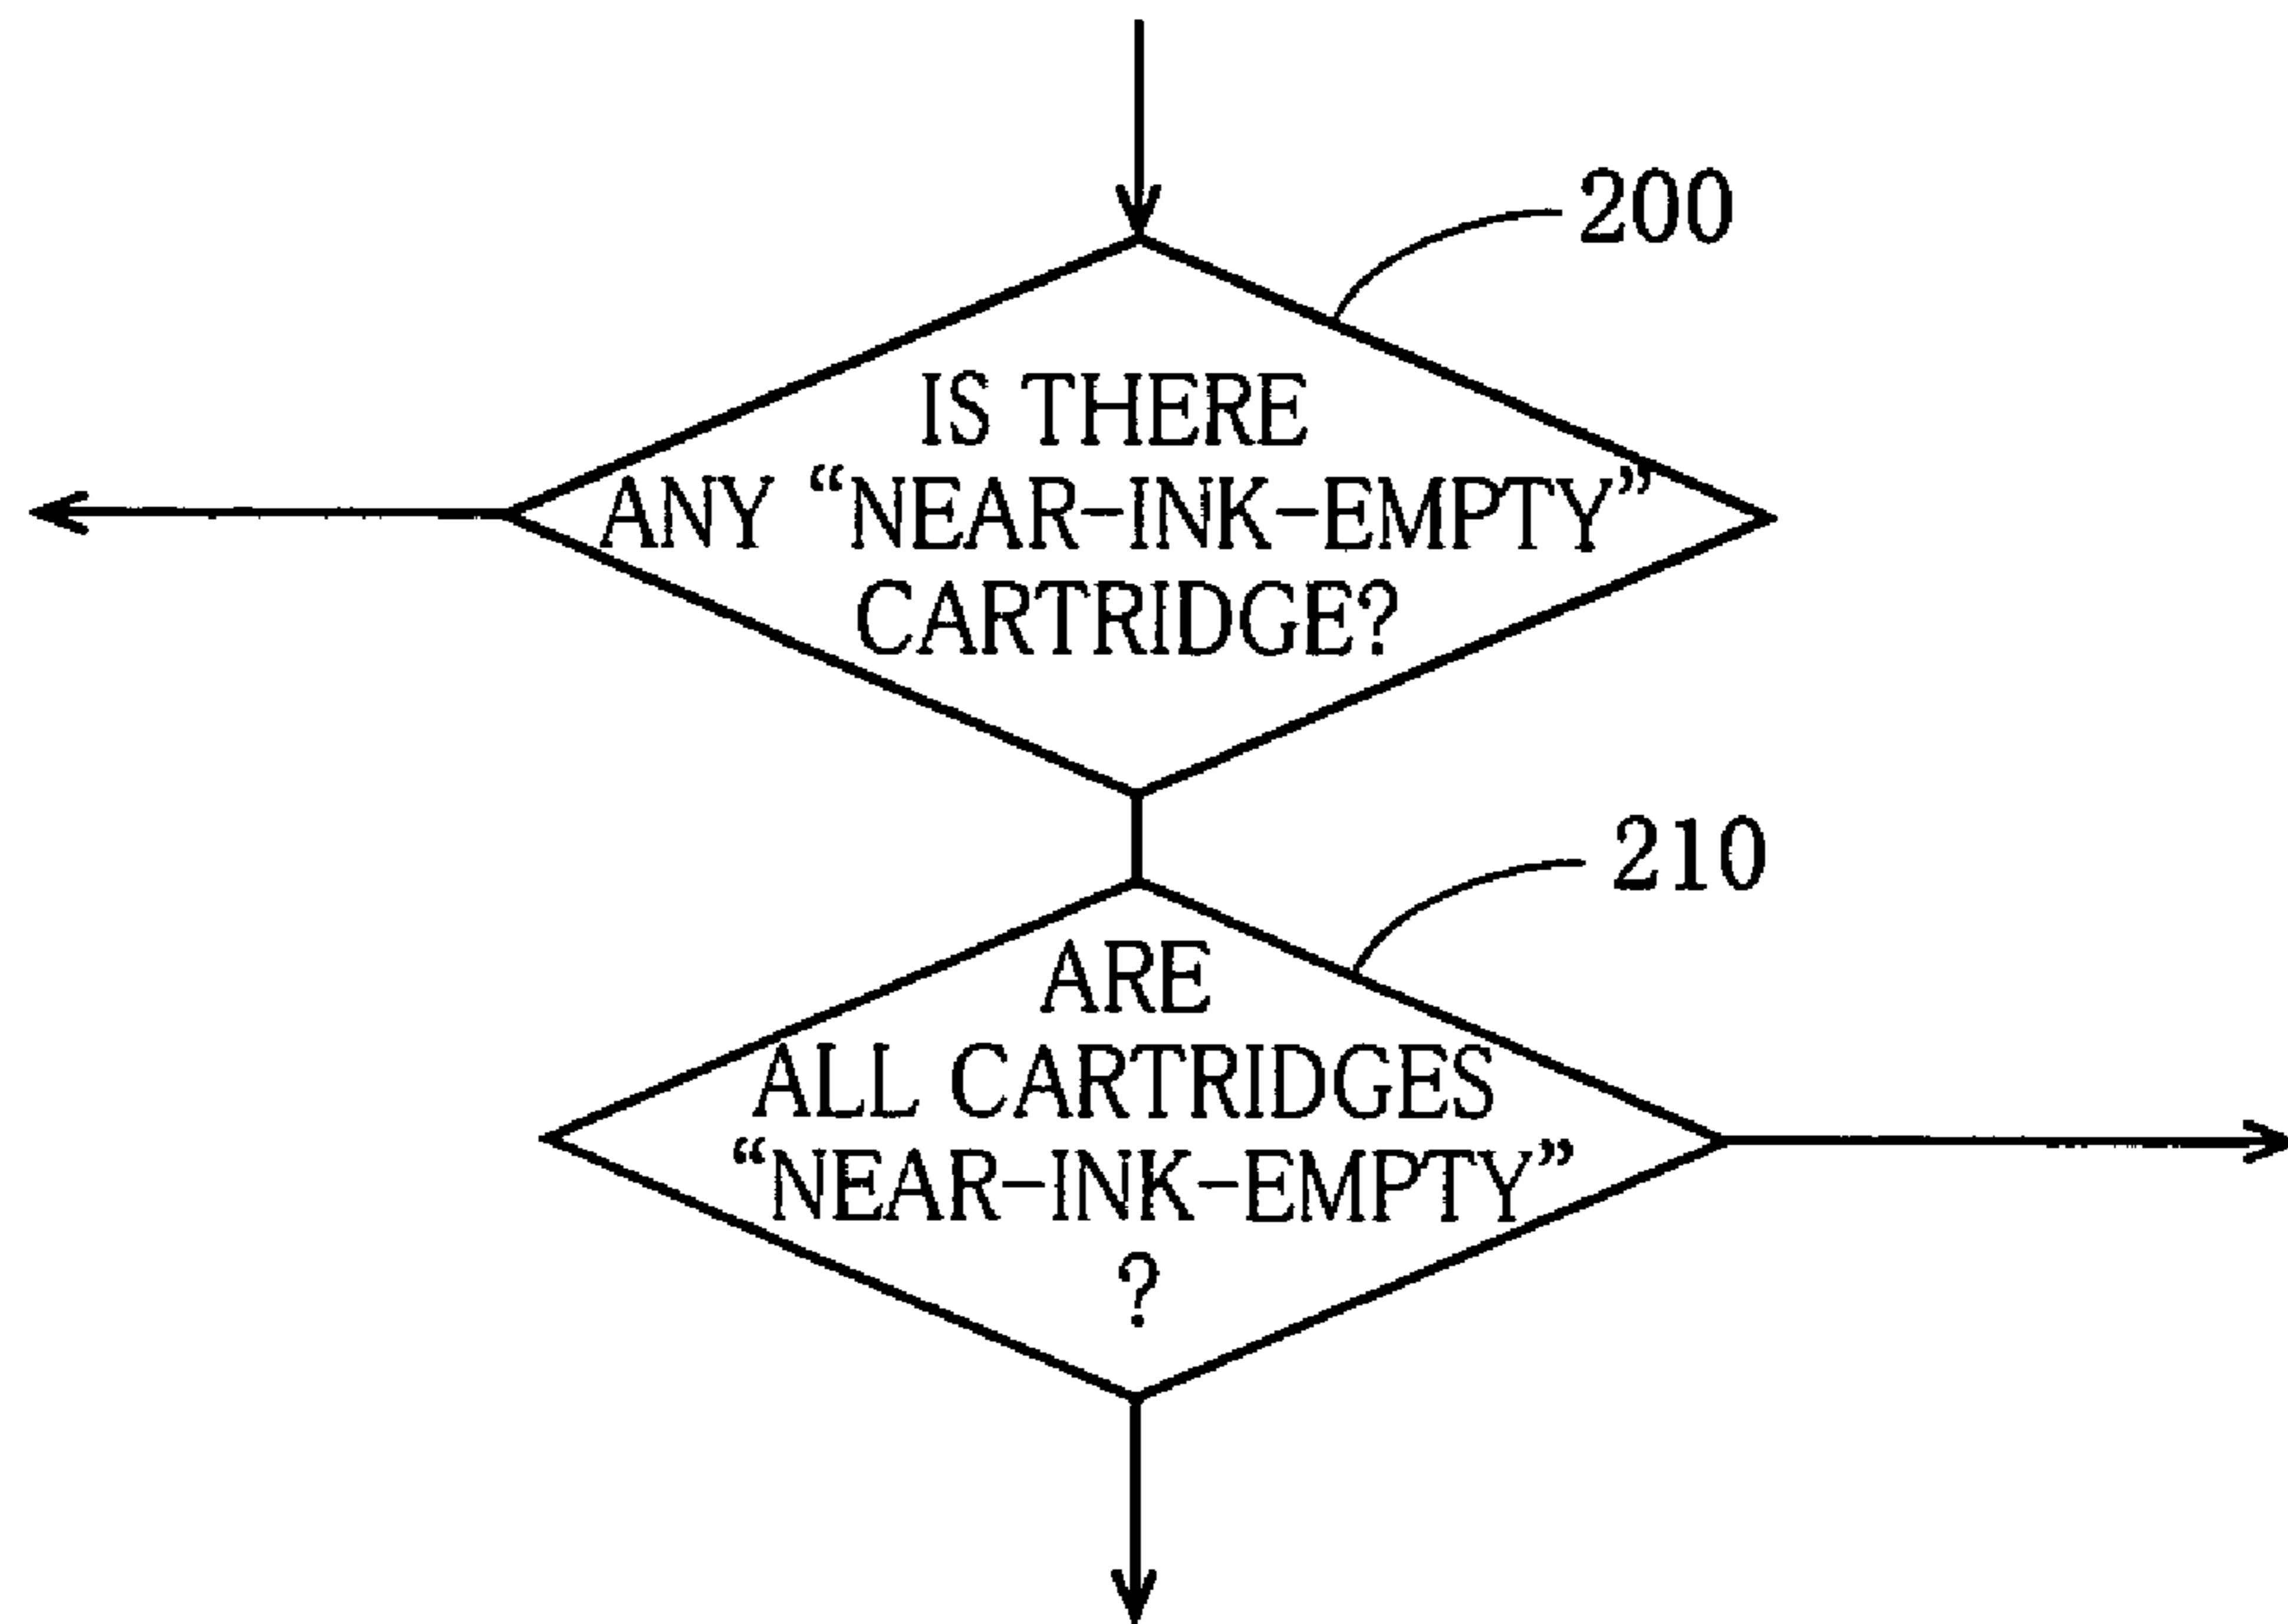 200
IS THERE
ANY “NEAR-INK-EMPTY”
CARTRIDGE?
210
ARE
ALL CARTRIDGES
“NEAR-INK-EMPTY”
?